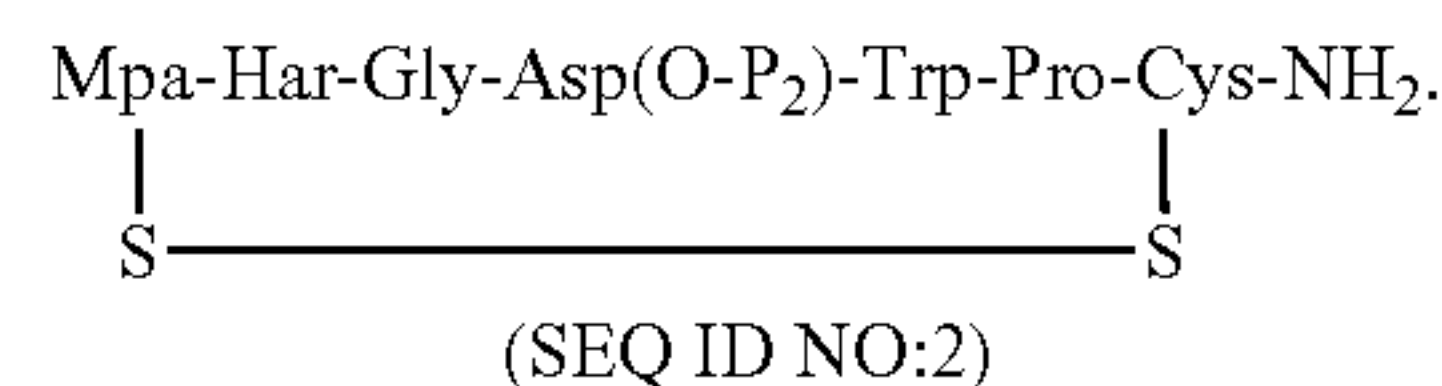 Mpa-Har-Gly-Asp(O-P₂)-Trp-Pro-Cys-NH₂.
S S
(SEQ ID NO:2)